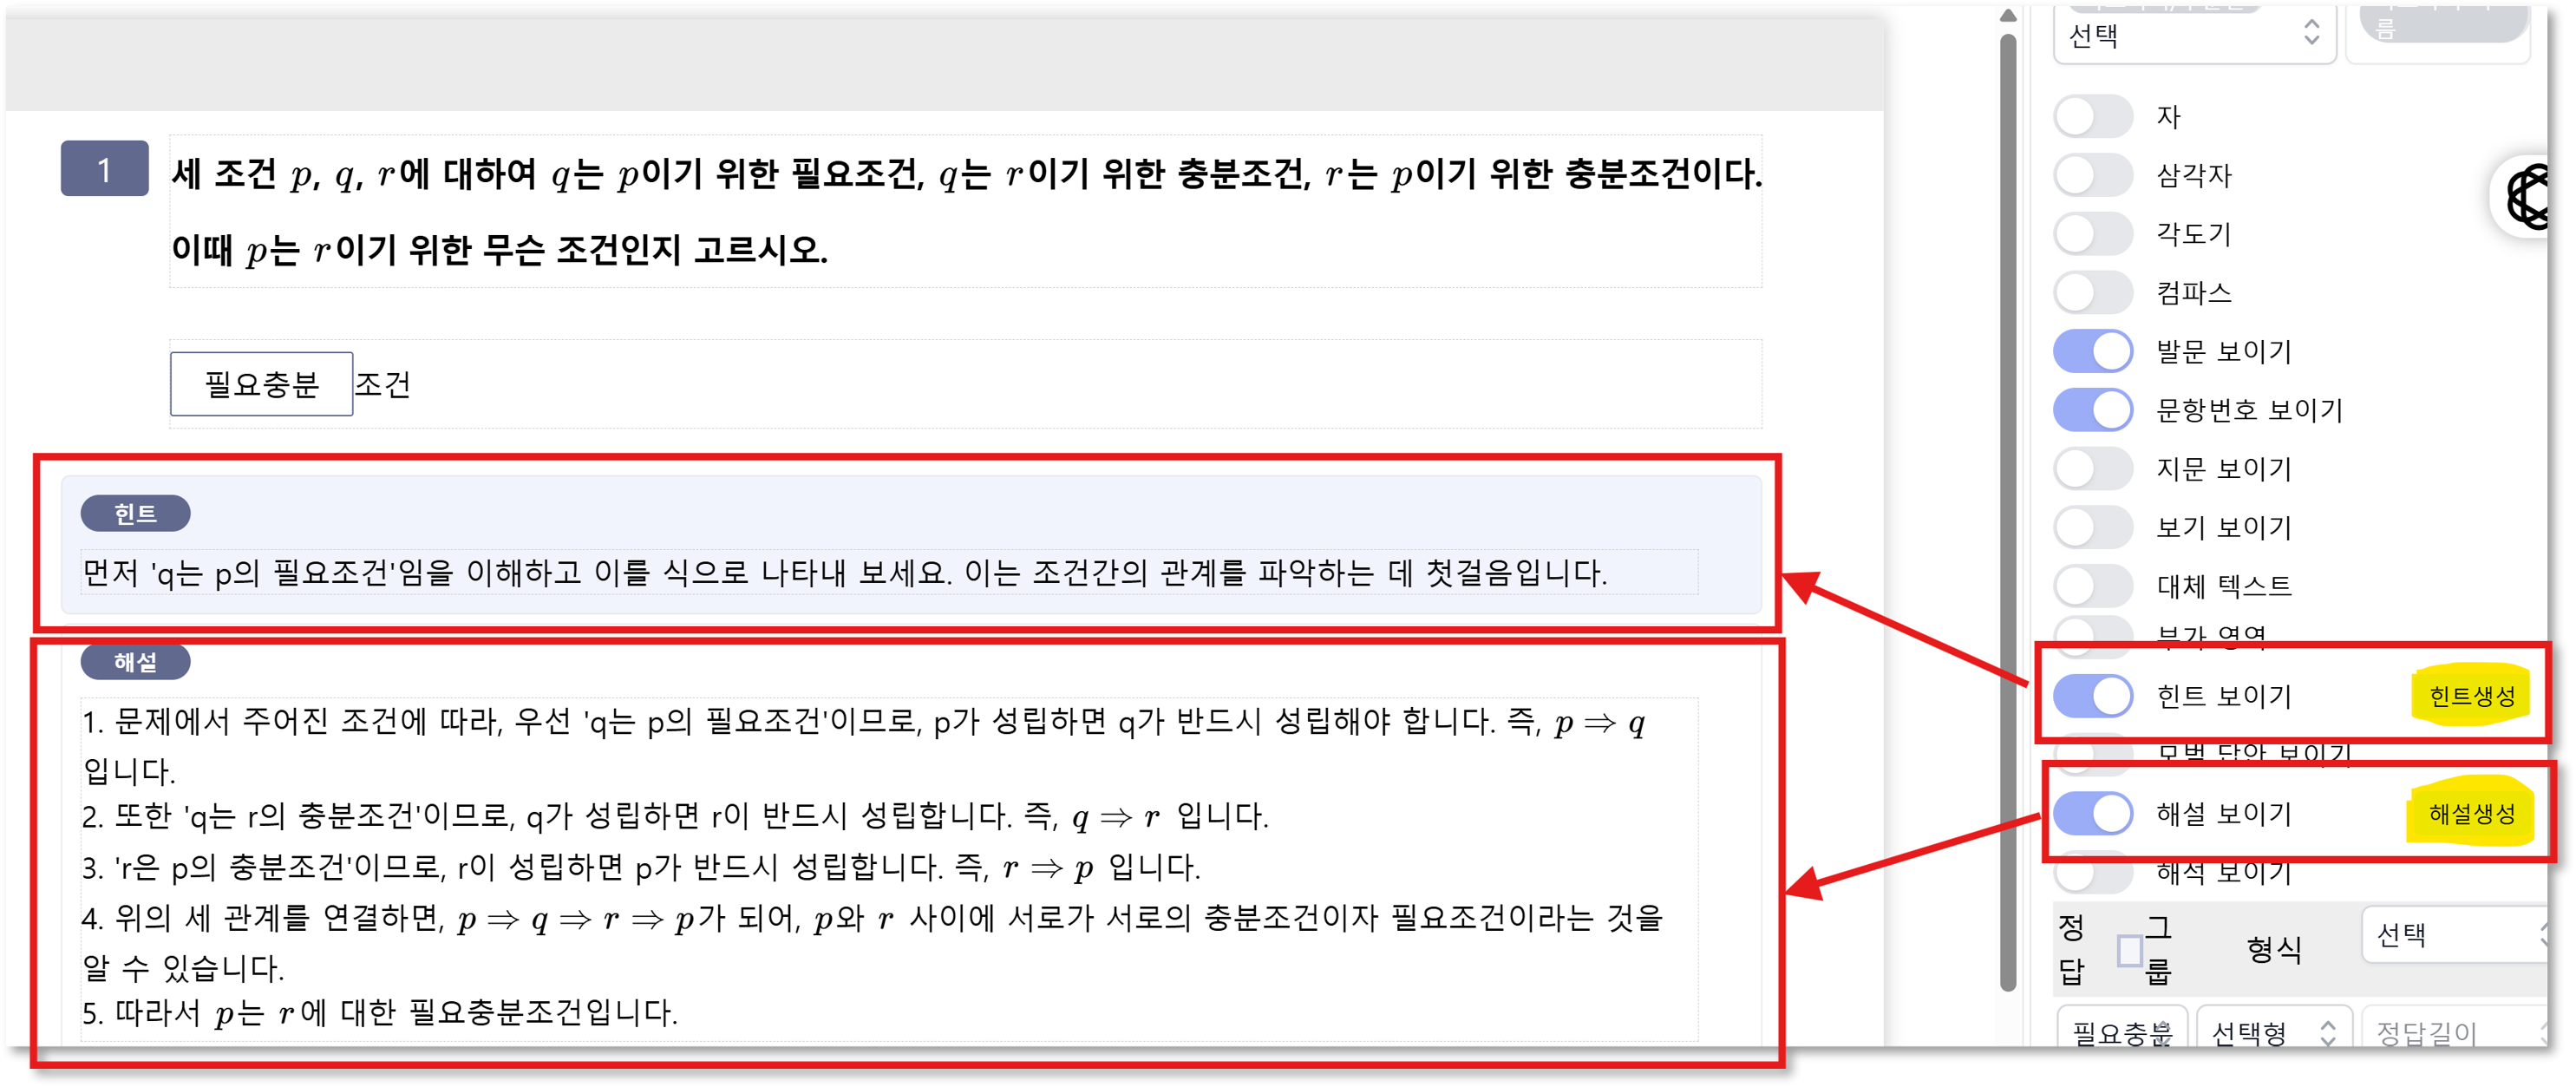 1
세 조건 p, q, r에 대하여 q는 p이기 위한 필요조건, q는 r이기 위한 충분조건, r는 p이기 위한 충분조건이다.
이때 p는 r이기 위한 무슨 조건인지 고르시오.
필요충분 조건
힌트
먼저 'q는 p의 필요조건'임을 이해하고 이를 식으로 나타내 보세요. 이는 조건간의 관계를 파악하는 데 첫걸음입니다.
해설
1. 문제에서 주어진 조건에 따라, 우선 'q는 p의 필요조건'이므로, p가 성립하면 q가 반드시 성립해야 합니다. 즉, p ⇒ q
입니다.
2. 또한 'q는 r의 충분조건'이므로, q가 성립하면 r이 반드시 성립합니다. 즉, q ⇒ r 입니다.
3. 'r은 p의 충분조건'이므로, r이 성립하면 p가 반드시 성립합니다. 즉, r ⇒ p 입니다.
4. 위의 세 관계를 연결하면, p ⇒ q ⇒ r ⇒ p가 되어, p와 r 사이에 서로가 서로의 충분조건이자 필요조건이라는 것을
알 수 있습니다.
5. 따라서 p는 r에 대한 필요충분조건입니다.
선택
름
자
삼각자
각도기
컴파스
발문 보이기
문항번호 보이기
지문 보이기
보기 보이기
대체 텍스트
부가 영역
힌트 보이기 힌트생성
모범 답안 보이기
해설 보이기 해설생성
해석 보이기
정답 그룹 형식 선택
필요충분 선택형 정답길이